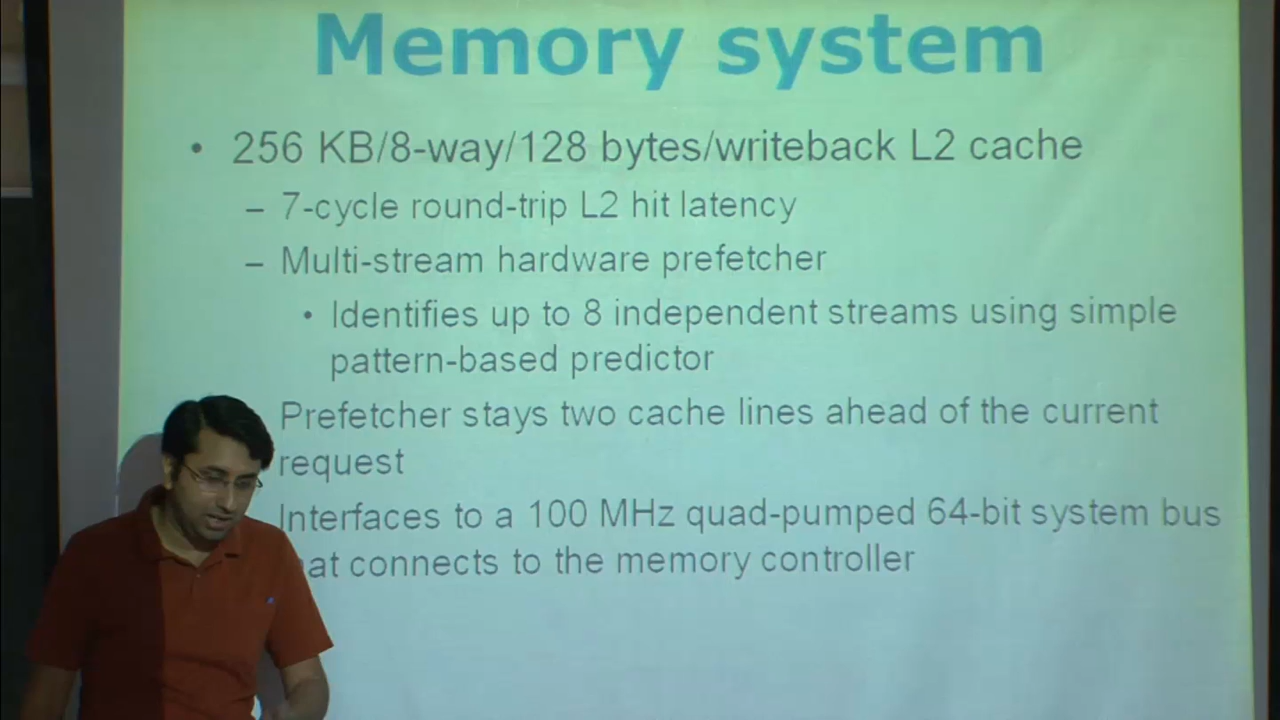 Memory system
• 256 KB/8-way/128 bytes/writeback L2 cache
– 7-cycle round-trip L2 hit latency
– Multi-stream hardware prefetcher
• Identifies up to 8 independent streams using simple
pattern-based predictor
Prefetcher stays two cache lines ahead of the current
request
Interfaces to a 100 MHz quad-pumped 64-bit system bus
at connects to the memory controller